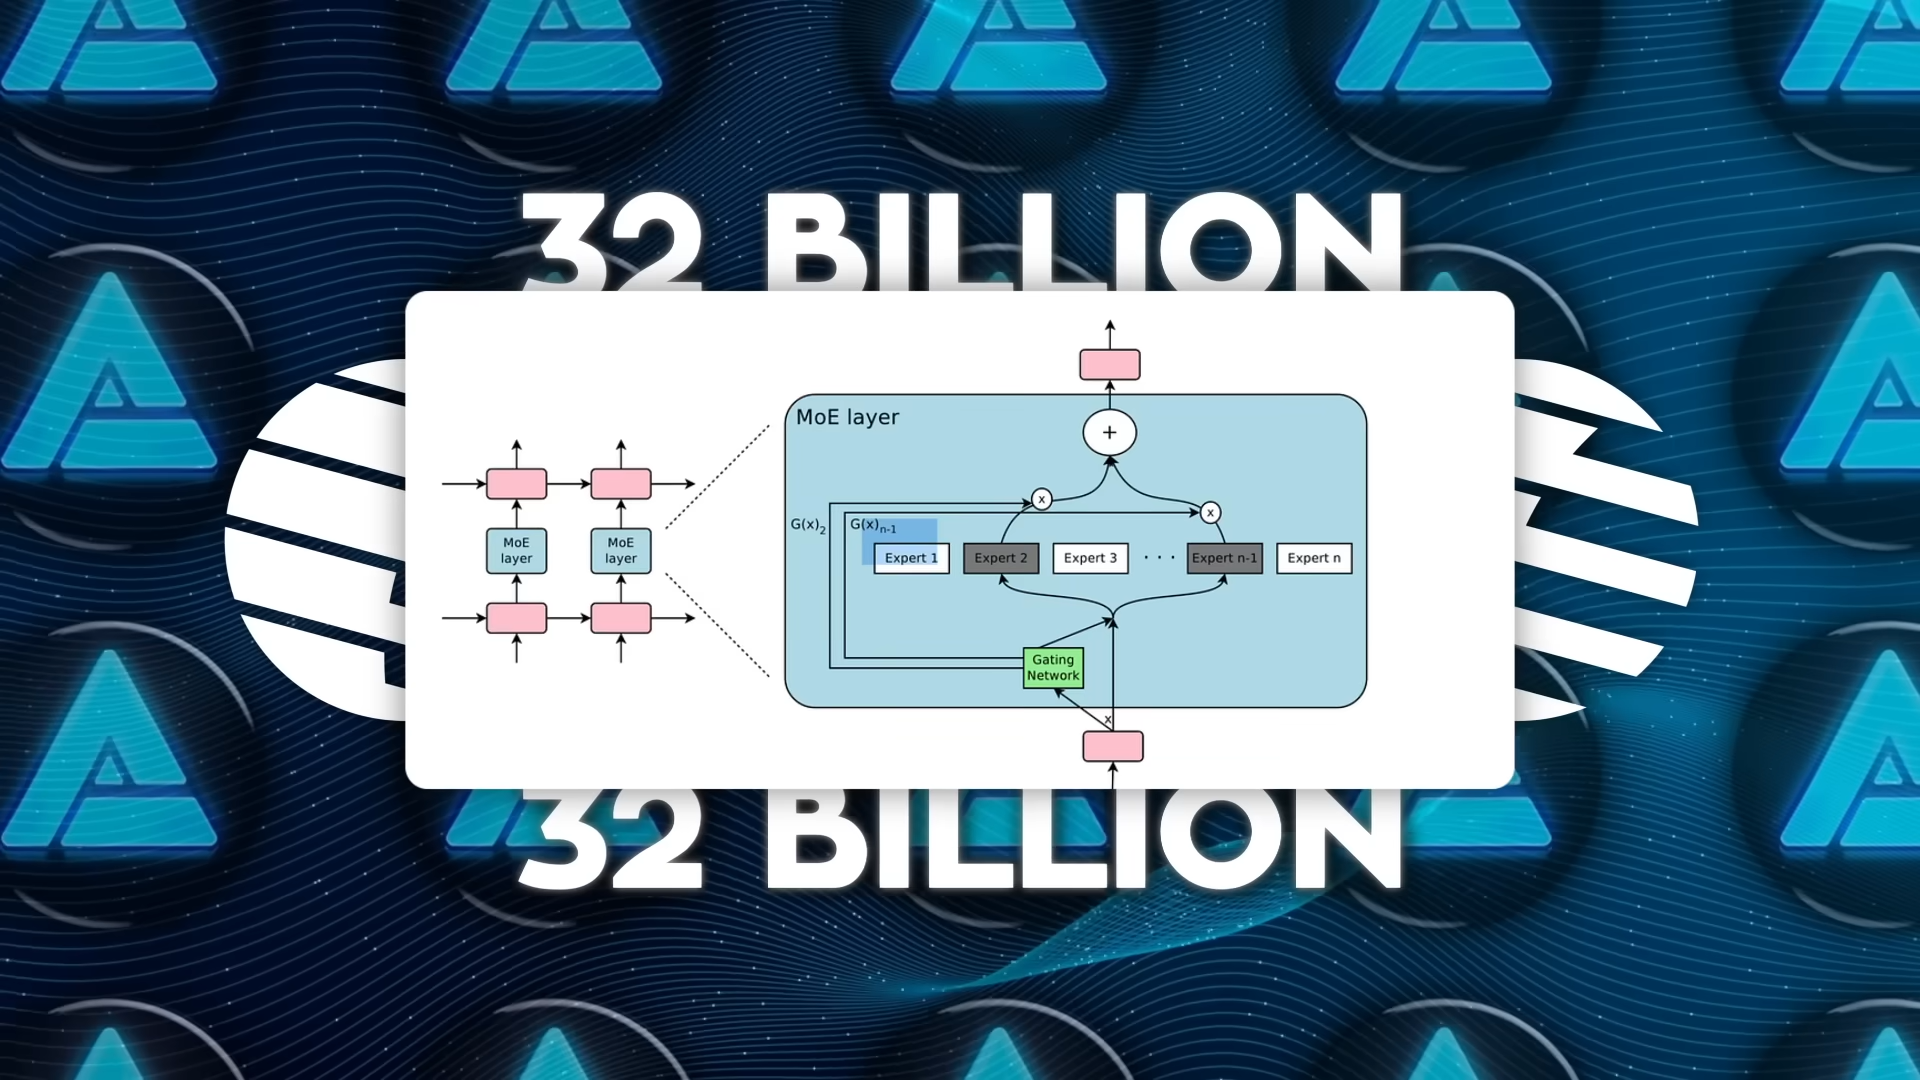 32 BILLION
MoE layer
+
x
x
G(x)2
G(x)n-1
Expert 1
Expert 2
Expert 3
· · ·
Expert n-1
Expert n
MoE
layer
MoE
layer
Gating
Network
x
32 BILLION